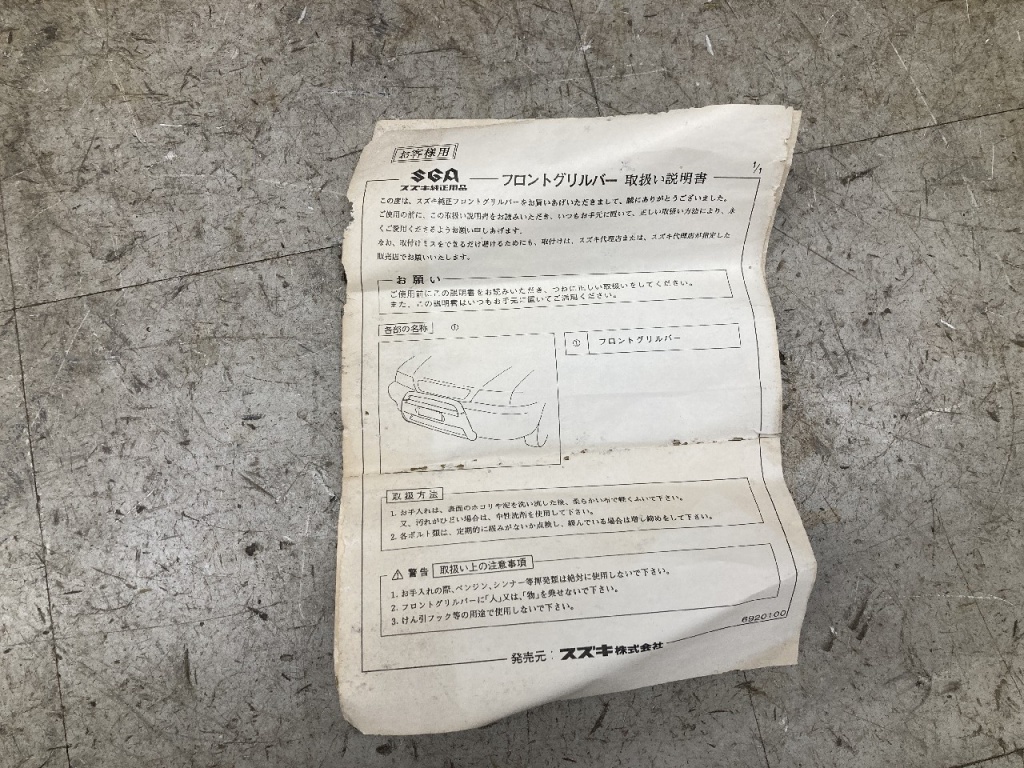 お客様用
1/1
SGA
スズキ純正用品
フロントグリルバー 取扱い説明書
この度は、スズキ純正フロントグリルバーをお買いあげいただきまして、誠にありがとうございました。
ご使用の前に、この取扱い説明書をお読みいただき、いつもお手元に置いて、正しい取扱い方法により、永
くご愛用くださるようお願い申しあげます。
なお、取付けミスをできるだけ避けるためにも、取付けは、スズキ代理店または、スズキ代理店が指定した
販売店でお願いいたします。
お願い
ご使用前にこの説明書をお読みいただき、つねに正しい取扱いをしてください。
また、この説明書はいつもお手元に置いてご活用ください。
各部の名称 ①
① フロントグリルバー
取扱方法
1. お手入れは、表面のホコリや泥を洗い流した後、柔らかい布で軽くふいて下さい。
又、汚れがひどい場合は、中性洗剤を使用して下さい。
2. 各ボルト類は、定期的に緩みがないか点検し、緩んでいる場合は増し締めをして下さい。
⚠ 警告 取扱い上の注意事項
1. お手入れの際、ベンジン、シンナー等揮発類は絶対に使用しないで下さい。
2. フロントグリルバーに「人」又は、「物」を乗せないで下さい。
3. けん引フック等の用途で使用しないで下さい。
6920100
発売元：スズキ株式会社